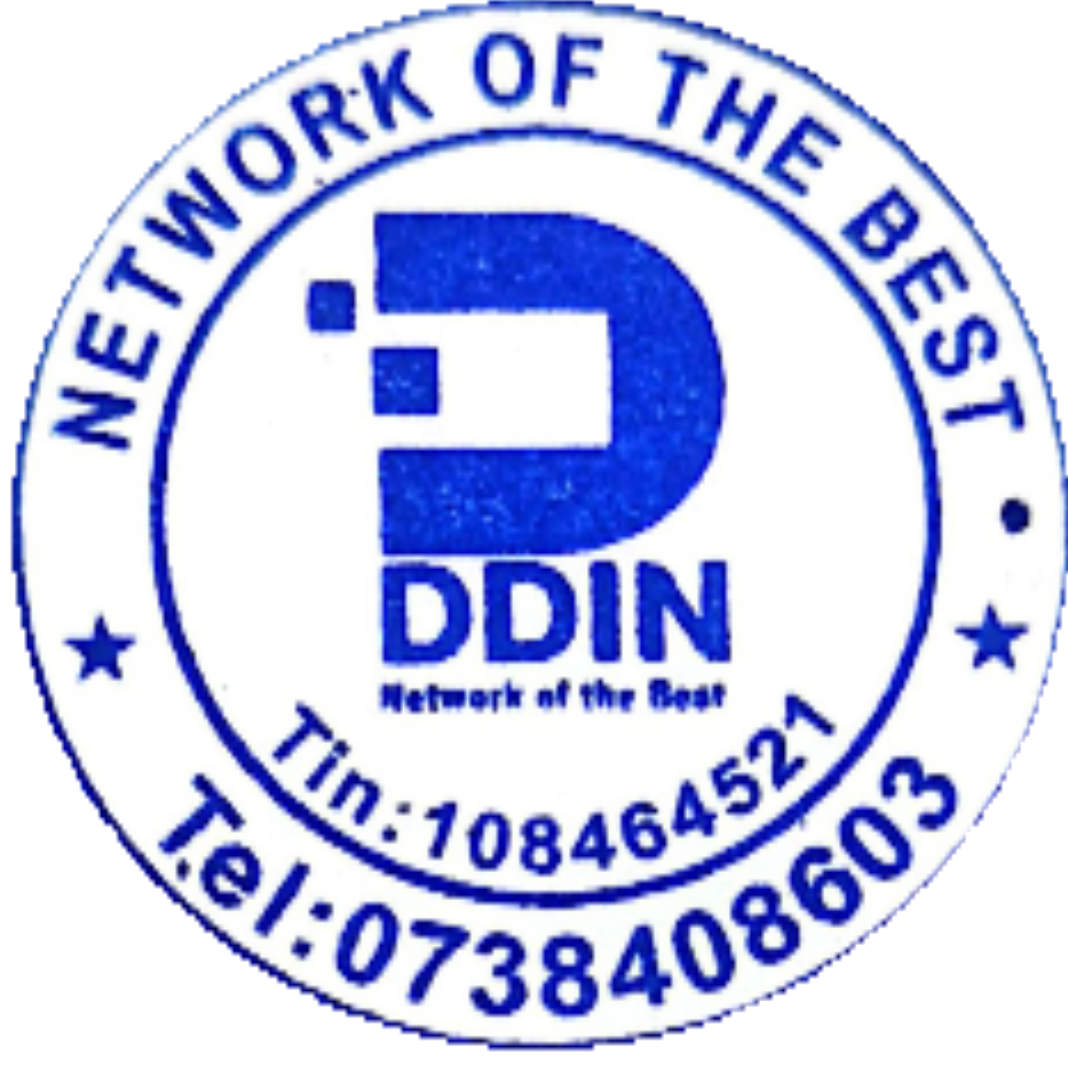 NETWORK OF THE BEST
DDIN
Network of the Best
Tin:108464521
Tel:0738408603